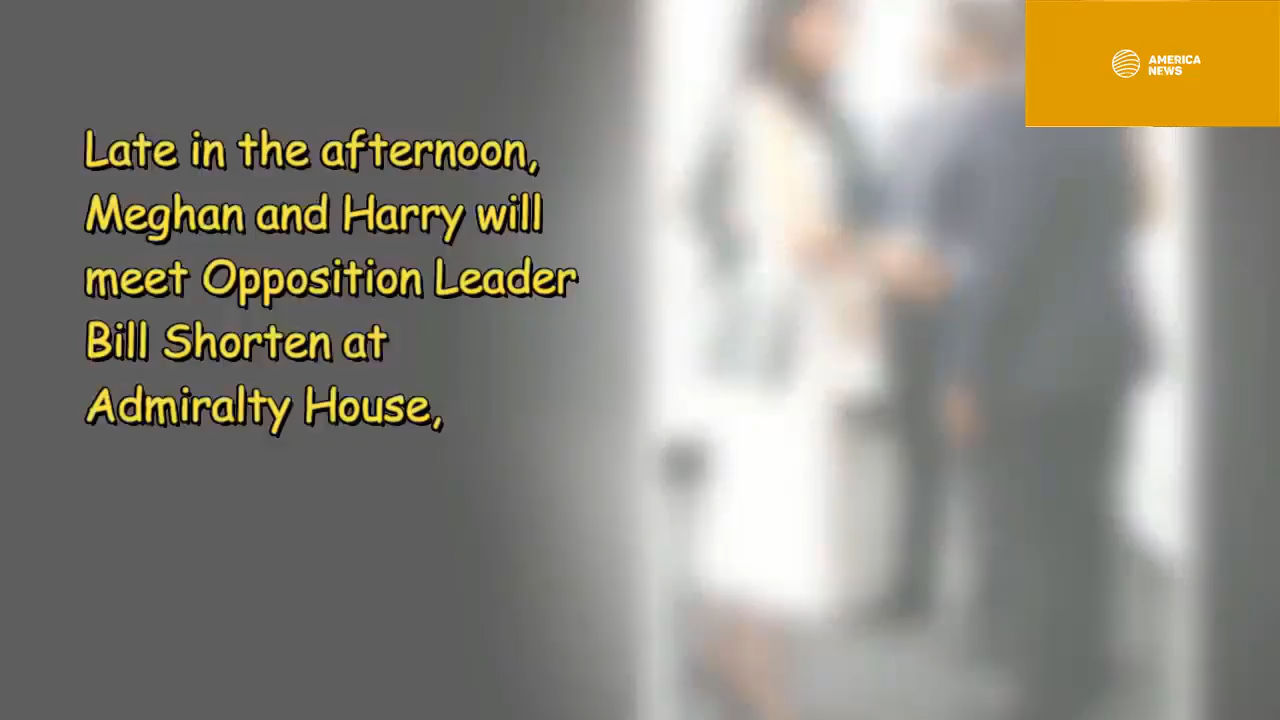 AMERICA
NEWS
Late in the afternoon,
Meghan and Harry will
meet Opposition Leader
Bill Shorten at
Admiralty House,